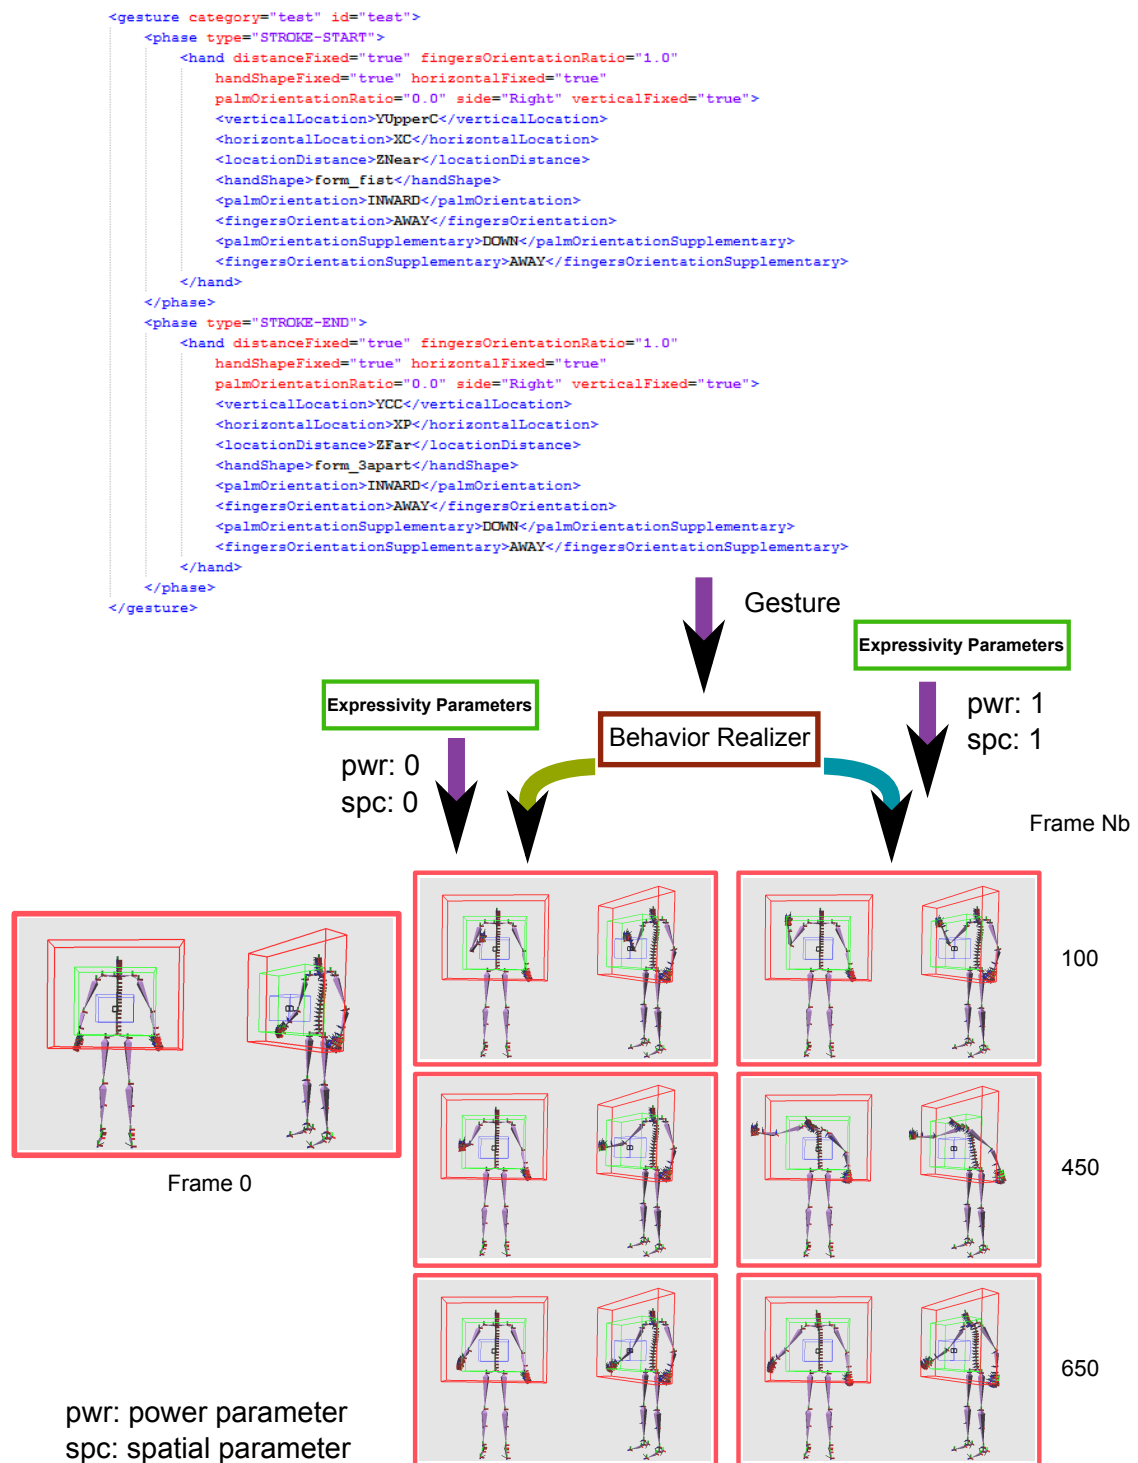 <gesture category="test" id="test">
<phase type="STROKE-START">
<hand distanceFixed="true" fingersOrientationRatio="1.0"
handShapeFixed="true" horizontalFixed="true"
palmOrientationRatio="0.0" side="Right" verticalFixed="true">
<verticalLocation>YUpperC</verticalLocation>
<horizontalLocation>XC</horizontalLocation>
<locationDistance>ZNear</locationDistance>
<handShape>form_fist</handShape>
<palmOrientation>INWARD</palmOrientation>
<fingersOrientation>AWAY</fingersOrientation>
<palmOrientationSupplementary>DOWN</palmOrientationSupplementary>
<fingersOrientationSupplementary>AWAY</fingersOrientationSupplementary>
</hand>
</phase>
<phase type="STROKE-END">
<hand distanceFixed="true" fingersOrientationRatio="1.0"
handShapeFixed="true" horizontalFixed="true"
palmOrientationRatio="0.0" side="Right" verticalFixed="true">
<verticalLocation>YCC</verticalLocation>
<horizontalLocation>XP</horizontalLocation>
<locationDistance>ZFar</locationDistance>
<handShape>form_3apart</handShape>
<palmOrientation>INWARD</palmOrientation>
<fingersOrientation>AWAY</fingersOrientation>
<palmOrientationSupplementary>DOWN</palmOrientationSupplementary>
<fingersOrientationSupplementary>AWAY</fingersOrientationSupplementary>
</hand>
</phase>
</gesture>
Gesture
Expressivity Parameters
pwr: 1
spc: 1
Expressivity Parameters
pwr: 0
spc: 0
Behavior Realizer
Frame Nb
100
450
650
Frame 0
pwr: power parameter
spc: spatial parameter